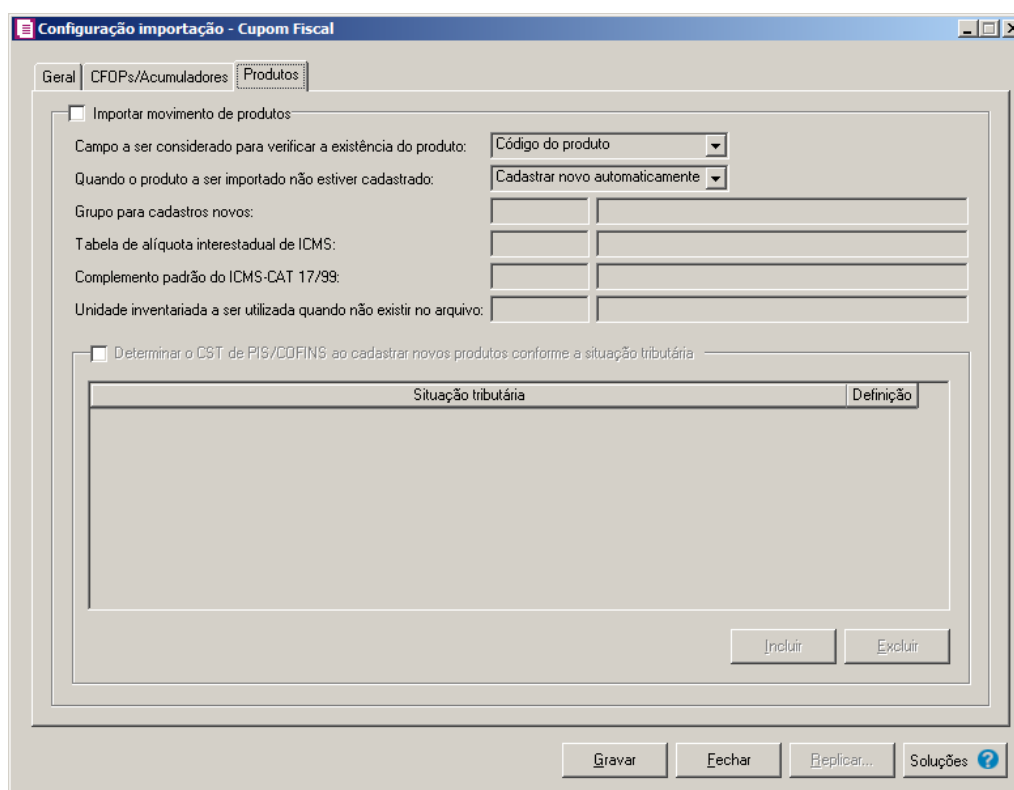 Configuração importação - Cupom Fiscal
Geral CFOPs/Acumuladores Produtos
Importar movimento de produtos
Campo a ser considerado para verificar a existência do produto: Código do produto
Quando o produto a ser importado não estiver cadastrado: Cadastrar novo automaticamente
Grupo para cadastros novos:
Tabela de alíquota interestadual de ICMS:
Complemento padrão do ICMS-CAT 17/99:
Unidade inventariada a ser utilizada quando não existir no arquivo:
Determinar o CST de PIS/COFINS ao cadastrar novos produtos conforme a situação tributária
Situação tributária Definição
Incluir Excluir
Gravar Fechar Replicar... Soluções ?